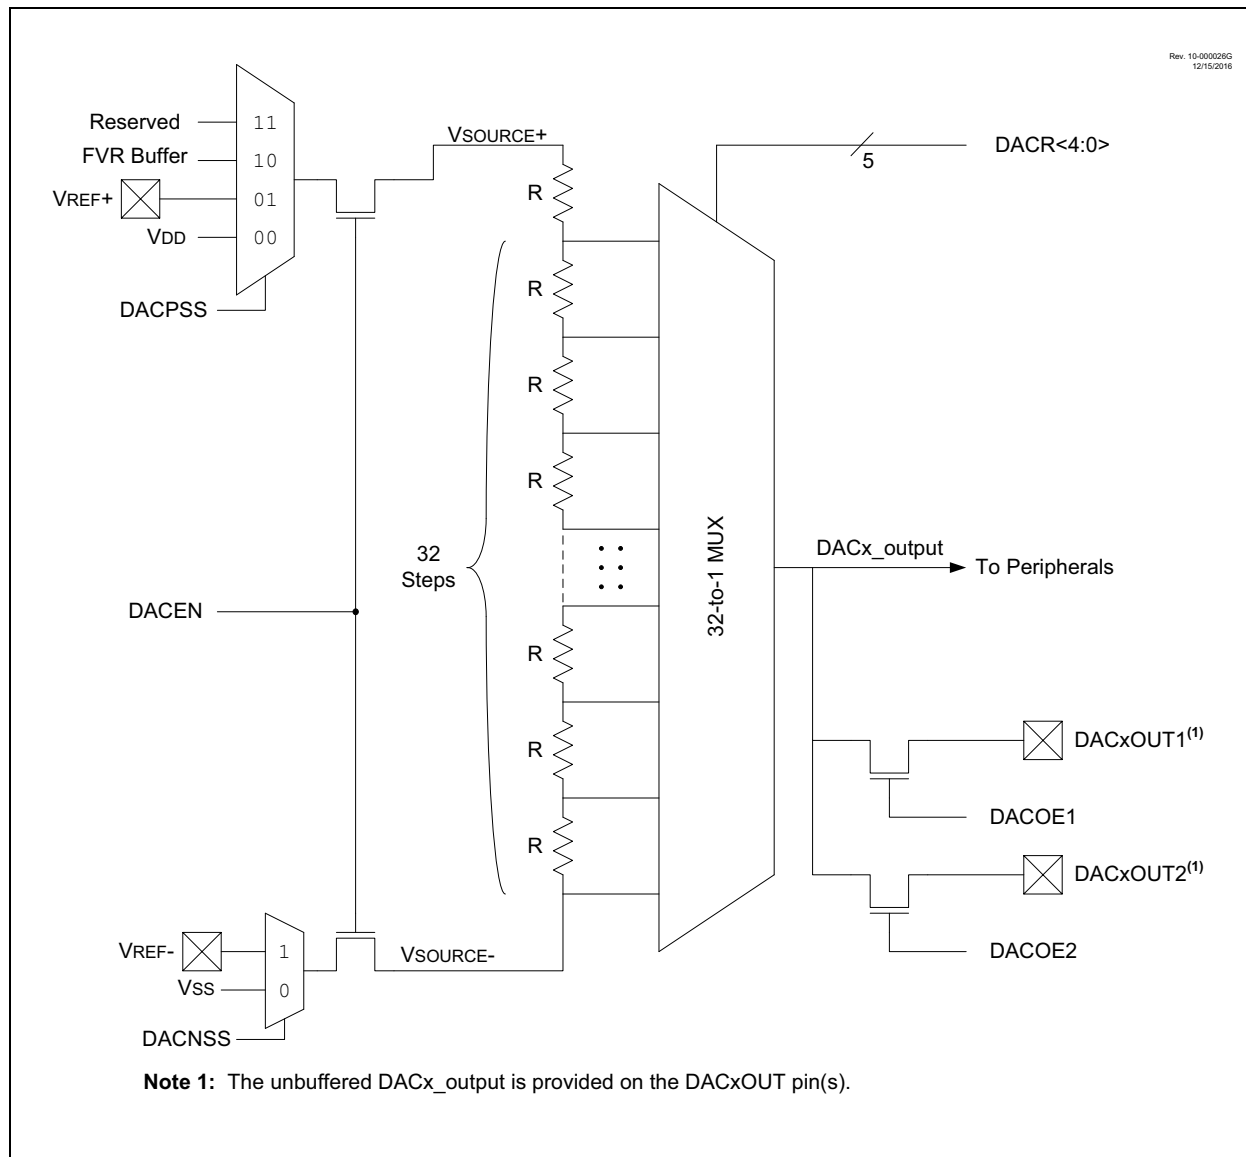 Rev. 10-000026G
12/15/2016
Reserved
11
FVR Buffer
10
VREF+
01
VDD
00
DACPSS
VSOURCE+
R
R
R
R
32
Steps
R
R
R
DACEN
32-to-1 MUX
5
DACR<4:0>
DACx_output
To Peripherals
DACxOUT1(1)
DACOE1
DACxOUT2(1)
DACOE2
VREF-
1
VSS
0
VSOURCE-
DACNSS
Note 1: The unbuffered DACx_output is provided on the DACxOUT pin(s).